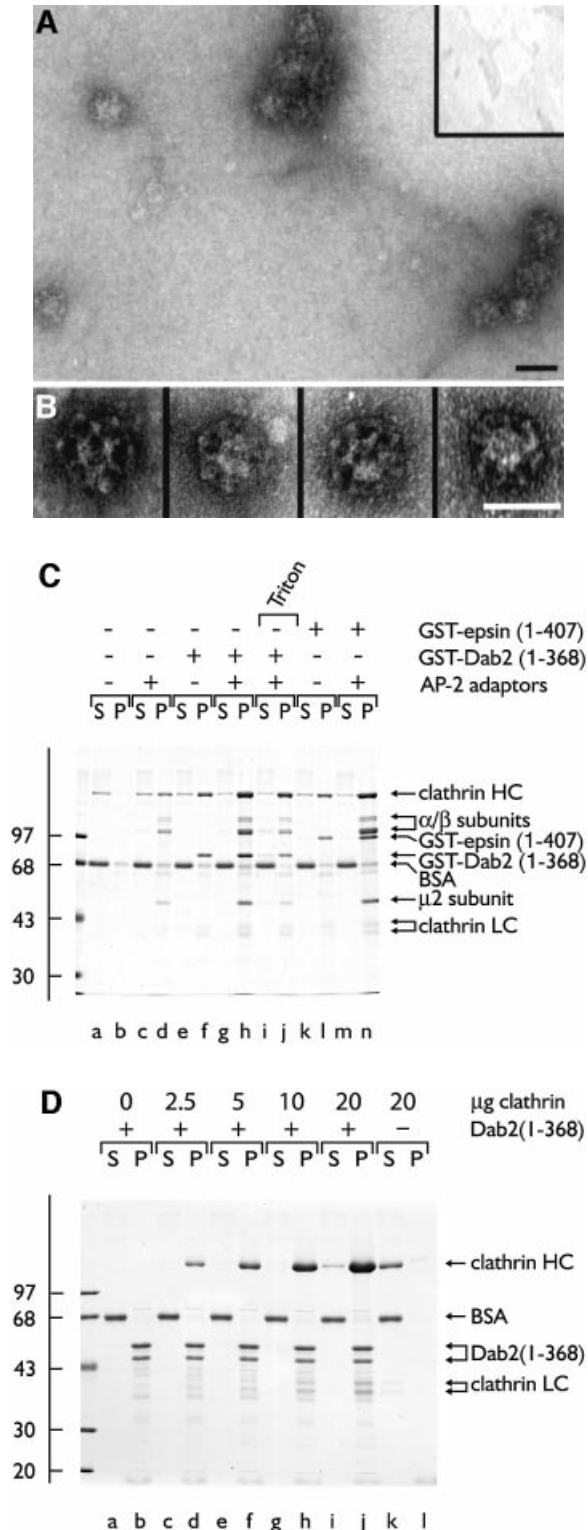 A
B
C
Triton
- - - - - + + GST-epsin (1-407)
- - + + + - - GST-Dab2 (1-368)
- + - + + - + AP-2 adaptors
S P S P S P S P S P S P S P
clathrin HC
α/β subunits
97
GST-epsin (1-407)
GST-Dab2 (1-368)
68
BSA
μ2 subunit
43
clathrin LC
30
a b c d e f g h i j k l m n
D
0 2.5 5 10 20 20 μg clathrin
+ + + + + - Dab2(1-368)
S P S P S P S P S P S P
clathrin HC
97
68
BSA
Dab2(1-368)
43
clathrin LC
30
20
a b c d e f g h i j k l